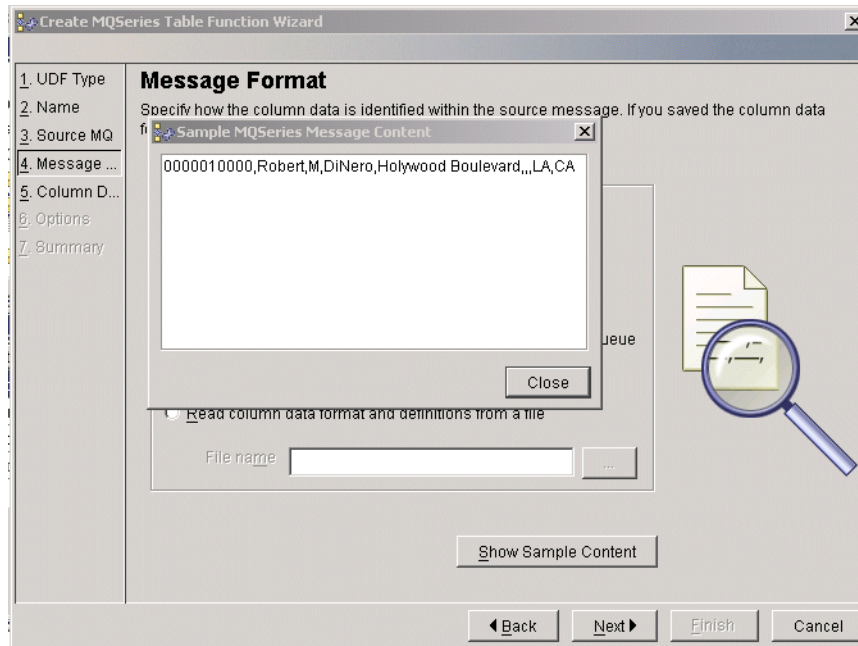 Create MQSeries Table Function Wizard
1. UDF Type
2. Name
3. Source MQ
4. Message ...
5. Column D...
6. Options
7. Summary
Message Format
Specify how the column data is identified within the source message. If you saved the column data
Sample MQSeries Message Content
0000010000,Robert,M,DiNero,Holywood Boulevard,,,LA,CA
Close
Read column data format and definitions from a file
File name
...
Show Sample Content
Back
Next
Finish
Cancel